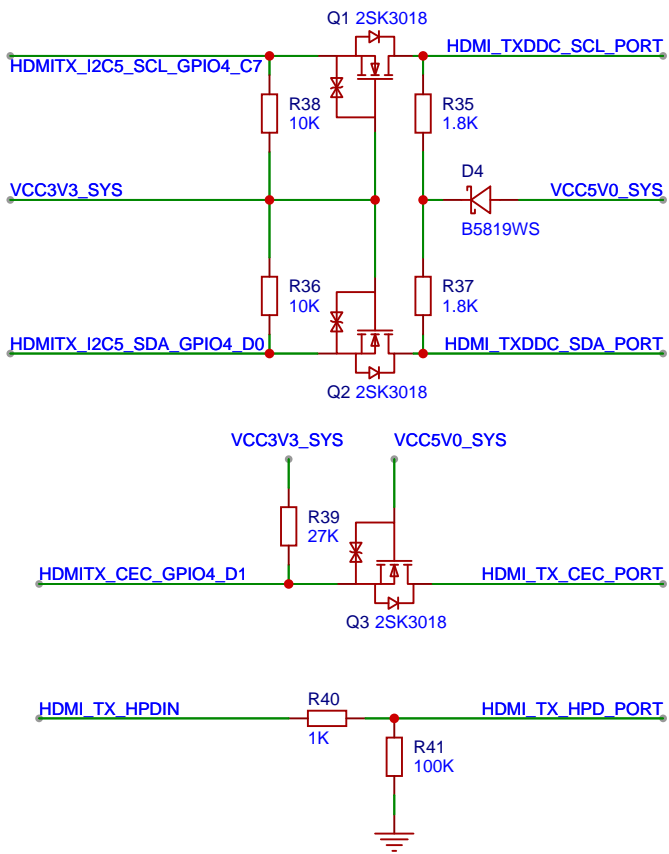 Q1 2SK3018
HDMITX_I2C5_SCL_GPIO4_C7
HDMI_TXDDC_SCL_PORT
R38
10K
R35
1.8K
VCC3V3_SYS
D4
VCC5V0_SYS
B5819WS
R36
10K
R37
1.8K
HDMITX_I2C5_SDA_GPIO4_D0
HDMI_TXDDC_SDA_PORT
Q2 2SK3018
VCC3V3_SYS
VCC5V0_SYS
R39
27K
HDMITX_CEC_GPIO4_D1
HDMI_TX_CEC_PORT
Q3 2SK3018
HDMI_TX_HPDIN
R40
1K
HDMI_TX_HPD_PORT
R41
100K